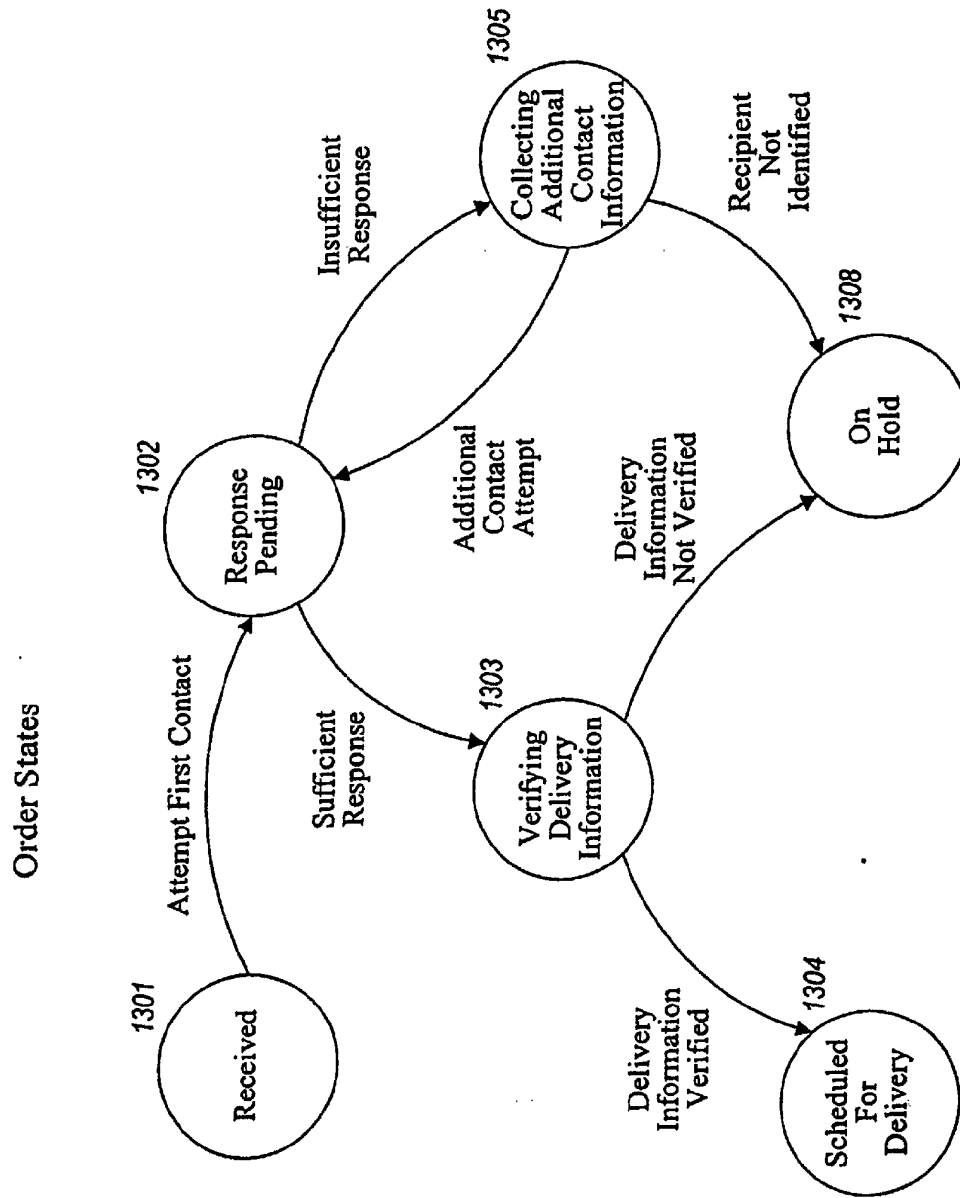 Order States
1301
Received
Attempt First Contact
1302
Response
Pending
Insufficient
Response
1305
Collecting
Additional
Contact
Information
Sufficient
Response
Additional
Contact
Attempt
1303
Verifying
Delivery
Information
Delivery
Information
Not Verified
Recipient
Not
Identified
Delivery
Information
Verified
1304
Scheduled
For
Delivery
1308
On
Hold